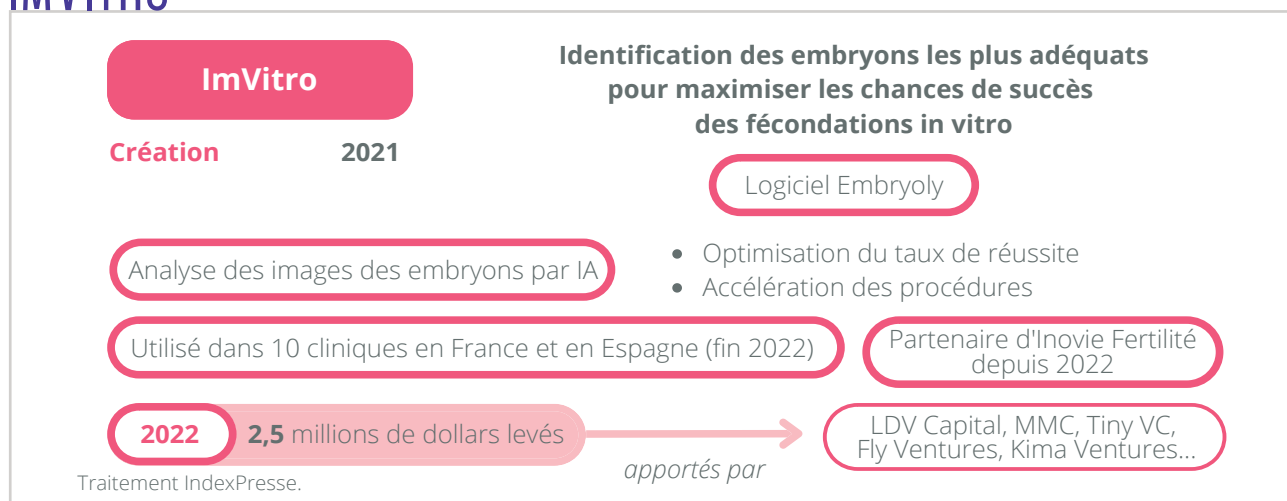 IMVITRO
ImVitro
Création 2021
Identification des embryons les plus adéquats
pour maximiser les chances de succès
des fécondations in vitro
Logiciel Embryoly
Analyse des images des embryons par IA
• Optimisation du taux de réussite
• Accélération des procédures
Utilisé dans 10 cliniques en France et en Espagne (fin 2022)
Partenaire d'Inovie Fertilité
depuis 2022
2022 2,5 millions de dollars levés
apportés par
LDV Capital, MMC, Tiny VC,
Fly Ventures, Kima Ventures...
Traitement IndexPresse.